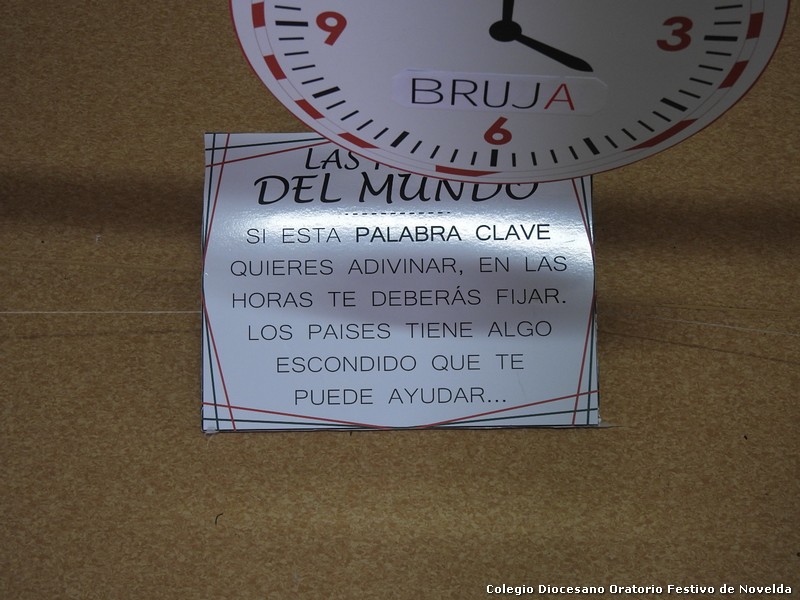 9
3
BRUJA
6
LAS
DEL MUNDO
SI ESTA PALABRA CLAVE
QUIERES ADIVINAR, EN LAS
HORAS TE DEBERÁS FIJAR.
LOS PAISES TIENE ALGO
ESCONDIDO QUE TE
PUEDE AYUDAR...
Colegio Diocesano Oratorio Festivo de Novelda